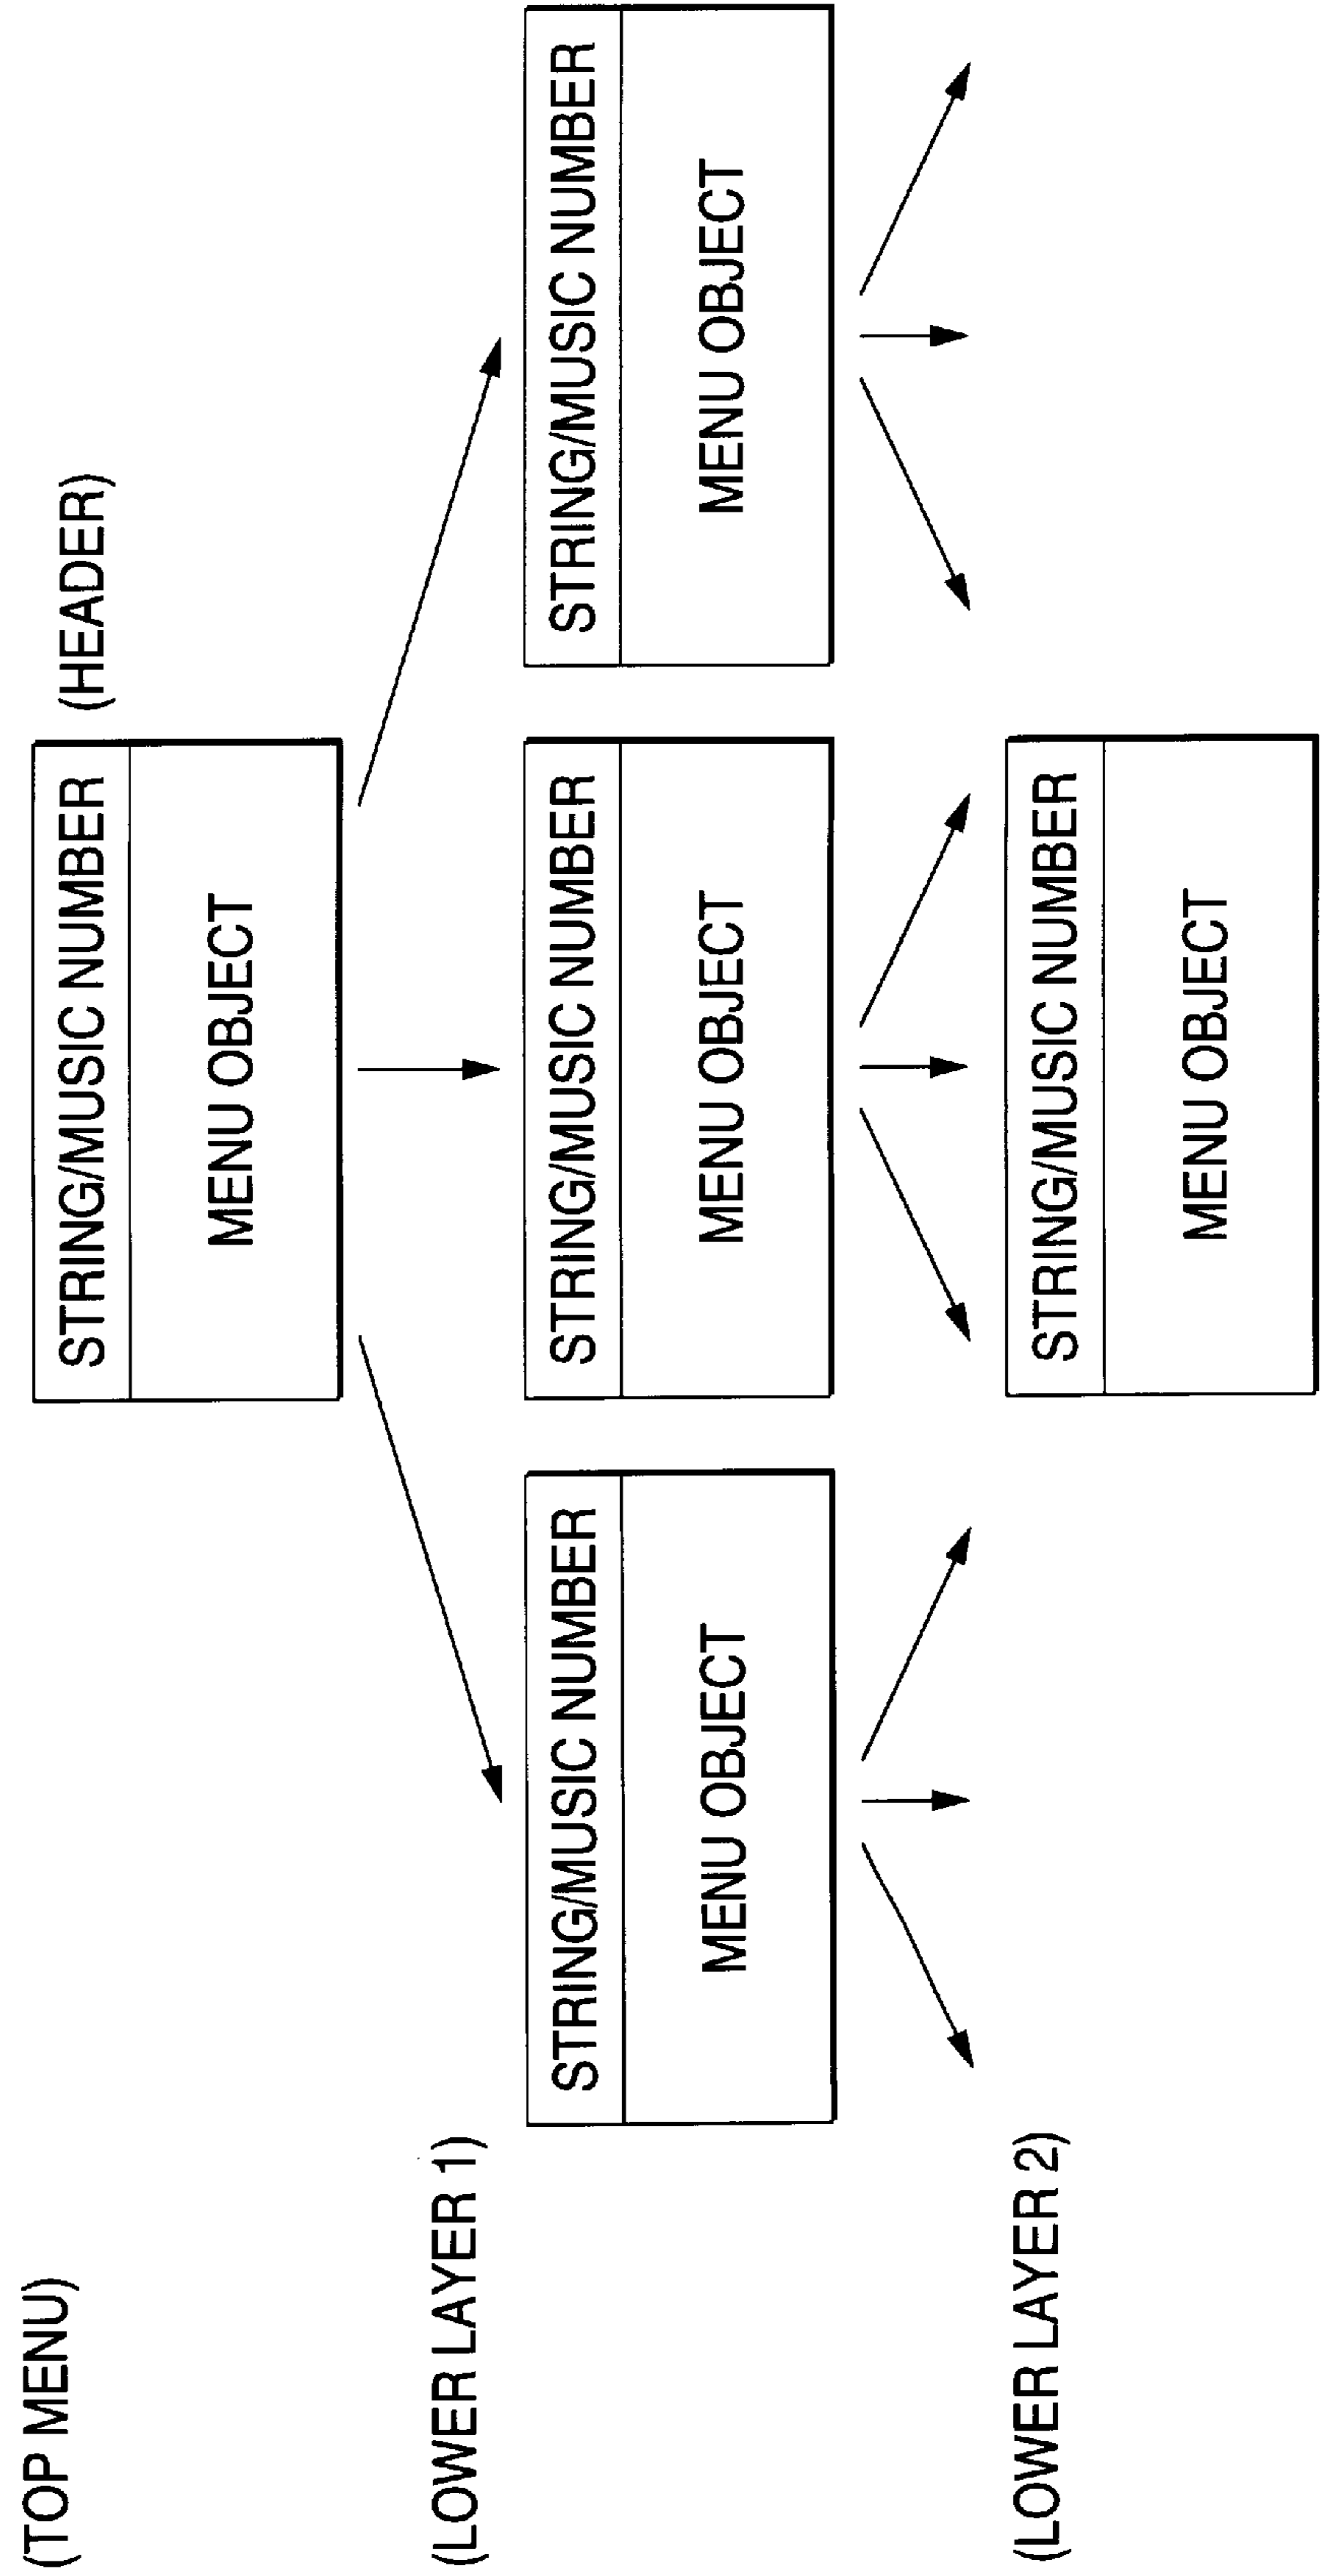 (TOP MENU)
STRING/MUSIC NUMBER
(HEADER)
MENU OBJECT
(LOWER LAYER 1)
STRING/MUSIC NUMBER
STRING/MUSIC NUMBER
STRING/MUSIC NUMBER
MENU OBJECT
MENU OBJECT
MENU OBJECT
(LOWER LAYER 2)
STRING/MUSIC NUMBER
MENU OBJECT